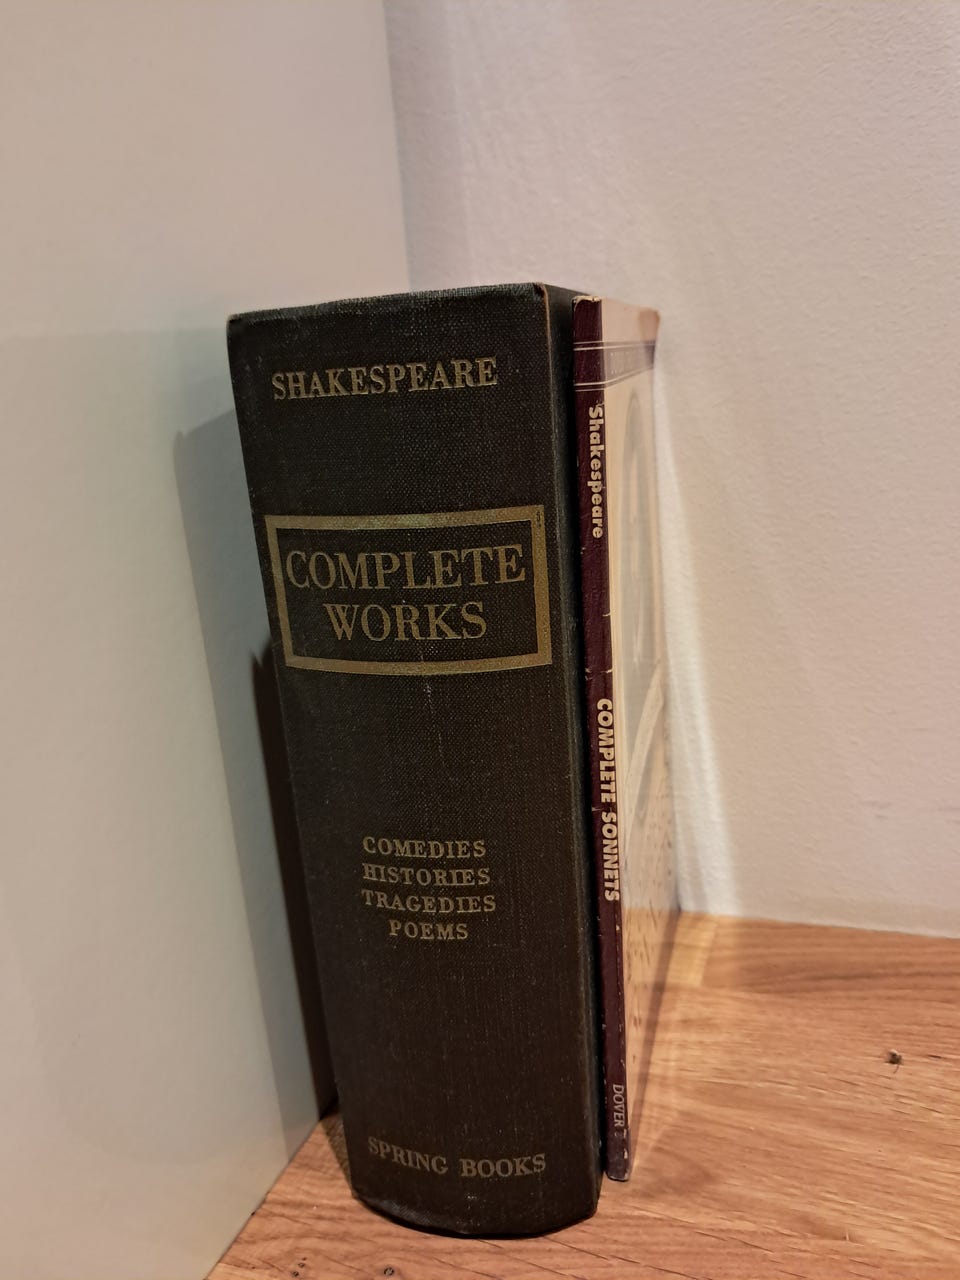 SHAKESPEARE
COMPLETE
WORKS
COMEDIES
HISTORIES
TRAGEDIES
POEMS
SPRING BOOKS
Shakespeare
COMPLETE SONNETS
DOVER